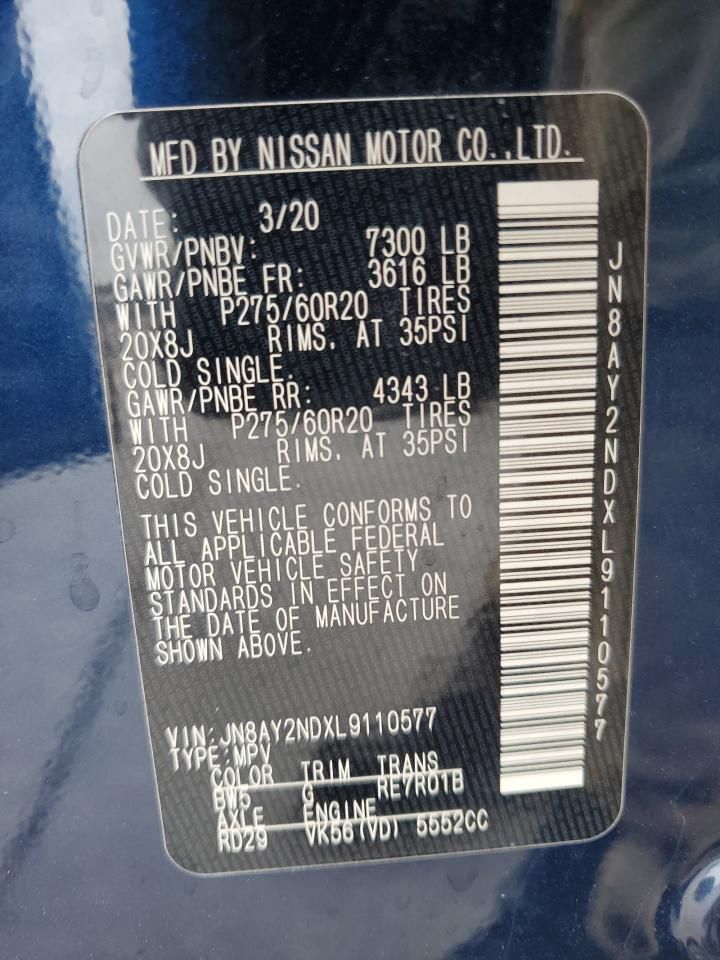 MFD BY NISSAN MOTOR CO.,LTD.
DATE: 3/20
GVWR/PNBV: 7300 LB
GAWR/PNBE FR: 3616 LB
WITH P275/60R20 TIRES
20X8J RIMS. AT 35PSI
COLD SINGLE.
GAWR/PNBE RR: 4343 LB
WITH P275/60R20 TIRES
20X8J RIMS. AT 35PSI
COLD SINGLE.
THIS VEHICLE CONFORMS TO
ALL APPLICABLE FEDERAL
MOTOR VEHICLE SAFETY
STANDARDS IN EFFECT ON
THE DATE OF MANUFACTURE
SHOWN ABOVE.
VIN:JN8AY2NDXL9110577
TYPE:MPV
COLOR TRIM TRANS
BW5 G RE7R01B
AXLE ENGINE
RD29 VK56(VD) 5552CC
JN8AY2NDXL9110577